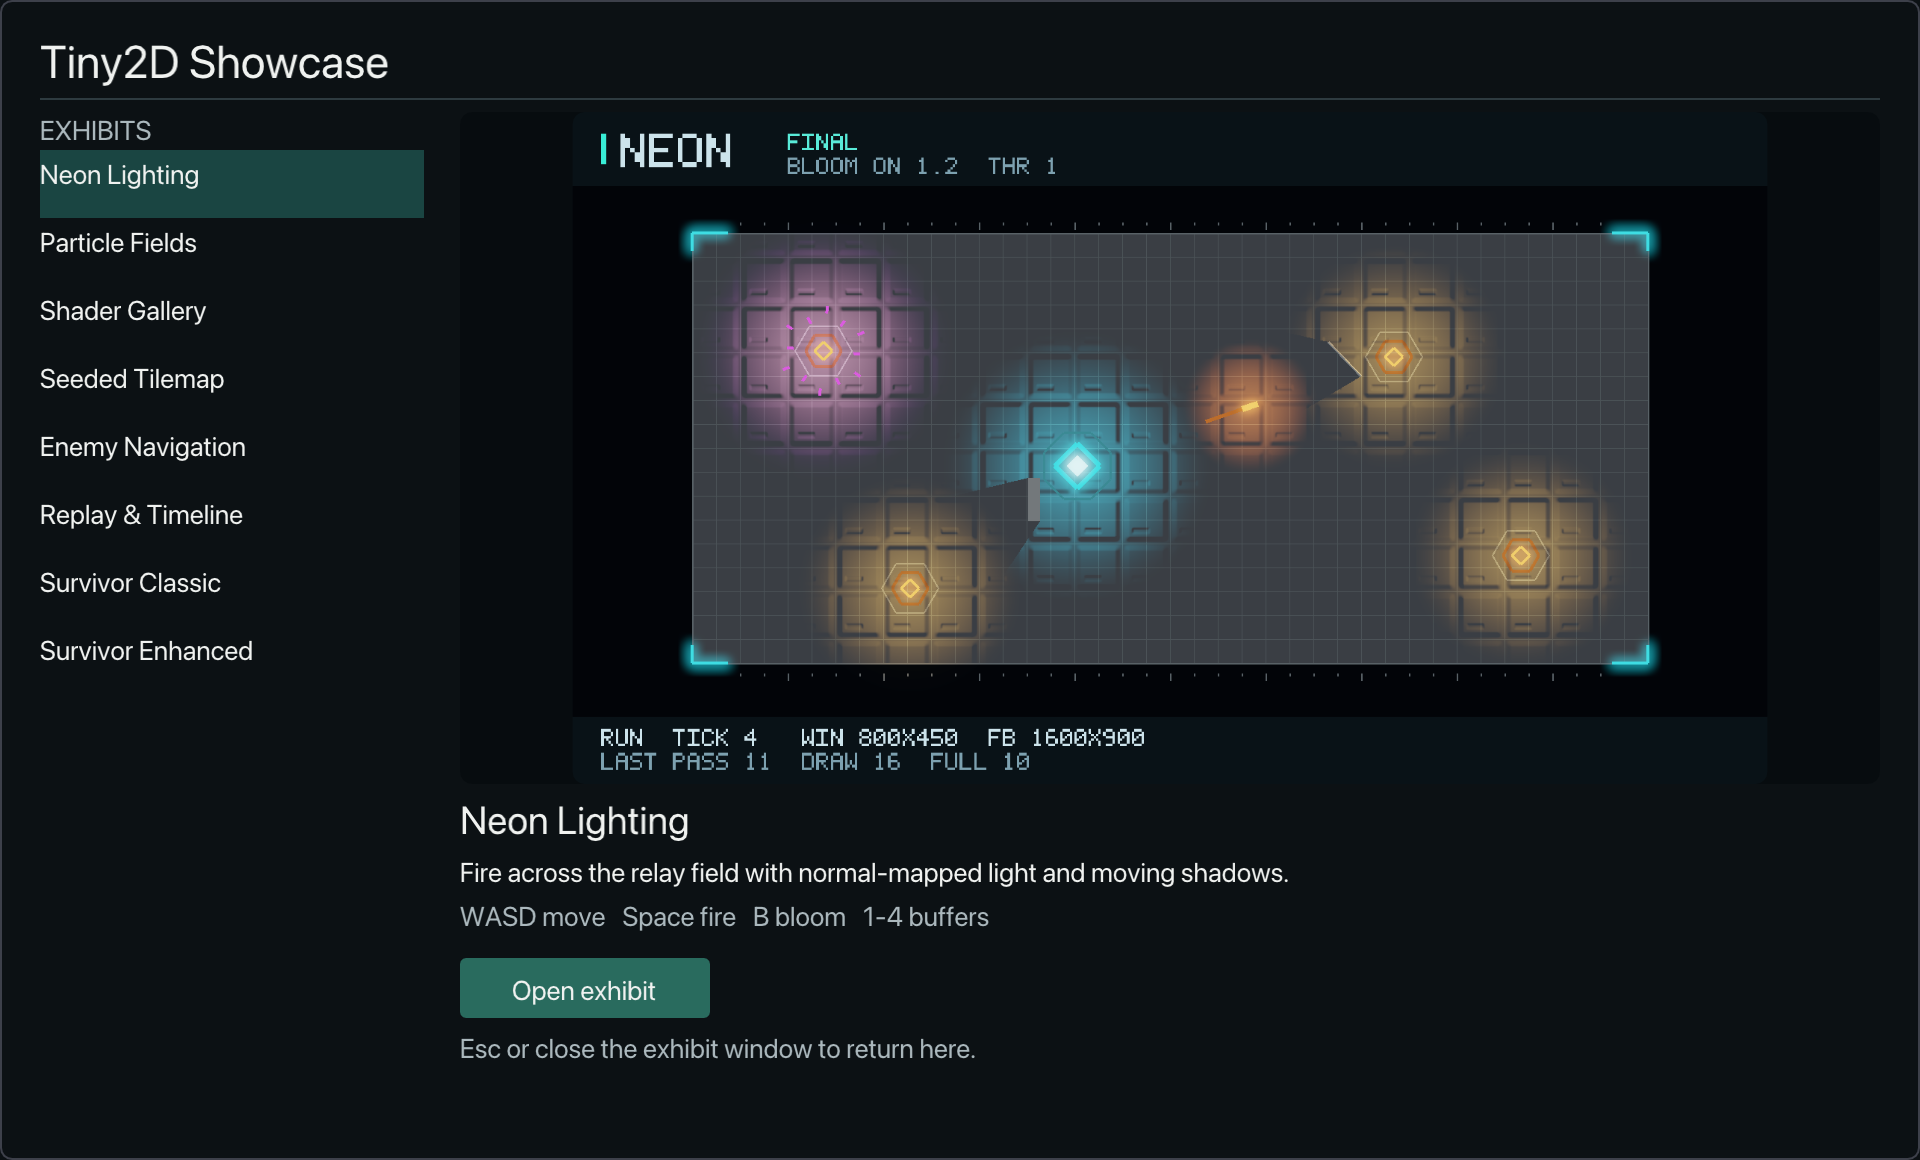 Tiny2D Showcase
EXHIBITS
Neon Lighting
Particle Fields
Shader Gallery
Seeded Tilemap
Enemy Navigation
Replay & Timeline
Survivor Classic
Survivor Enhanced
NEON
FINAL
BLOOM ON 1.2 THR 1
RUN TICK 4 WIN 800X450 FB 1600X900
LAST PASS 11 DRAW 16 FULL 10
Neon Lighting
Fire across the relay field with normal-mapped light and moving shadows.
WASD move Space fire B bloom 1-4 buffers
Open exhibit
Esc or close the exhibit window to return here.